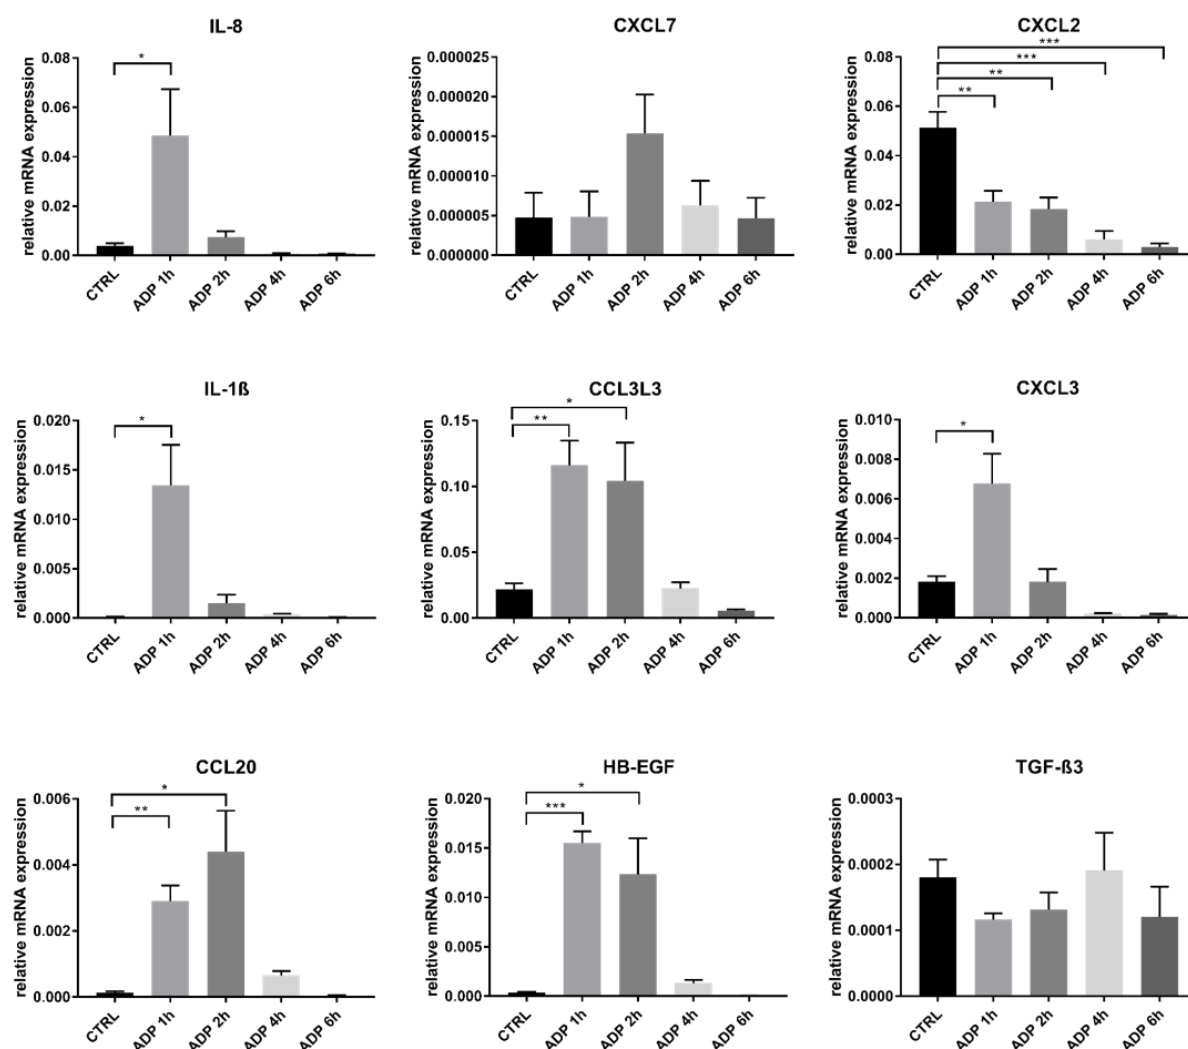 IL-8
relative mRNA expression
0.08
0.06
0.04
0.02
0.00
*
CTRL
ADP 1h
ADP 2h
ADP 4h
ADP 6h
CXCL7
relative mRNA expression
0.000025
0.000020
0.000015
0.000010
0.000005
0.000000
CTRL
ADP 1h
ADP 2h
ADP 4h
ADP 6h
CXCL2
relative mRNA expression
0.08
0.06
0.04
0.02
0.00
***
***
**
**
CTRL
ADP 1h
ADP 2h
ADP 4h
ADP 6h
IL-1ß
relative mRNA expression
0.020
0.015
0.010
0.005
0.000
*
CTRL
ADP 1h
ADP 2h
ADP 4h
ADP 6h
CCL3L3
relative mRNA expression
0.15
0.10
0.05
0.00
*
**
CTRL
ADP 1h
ADP 2h
ADP 4h
ADP 6h
CXCL3
relative mRNA expression
0.010
0.008
0.006
0.004
0.002
0.000
*
CTRL
ADP 1h
ADP 2h
ADP 4h
ADP 6h
CCL20
relative mRNA expression
0.006
0.004
0.002
0.000
*
**
CTRL
ADP 1h
ADP 2h
ADP 4h
ADP 6h
HB-EGF
relative mRNA expression
0.020
0.015
0.010
0.005
0.000
*
***
CTRL
ADP 1h
ADP 2h
ADP 4h
ADP 6h
TGF-ß3
relative mRNA expression
0.0003
0.0002
0.0001
0.0000
CTRL
ADP 1h
ADP 2h
ADP 4h
ADP 6h